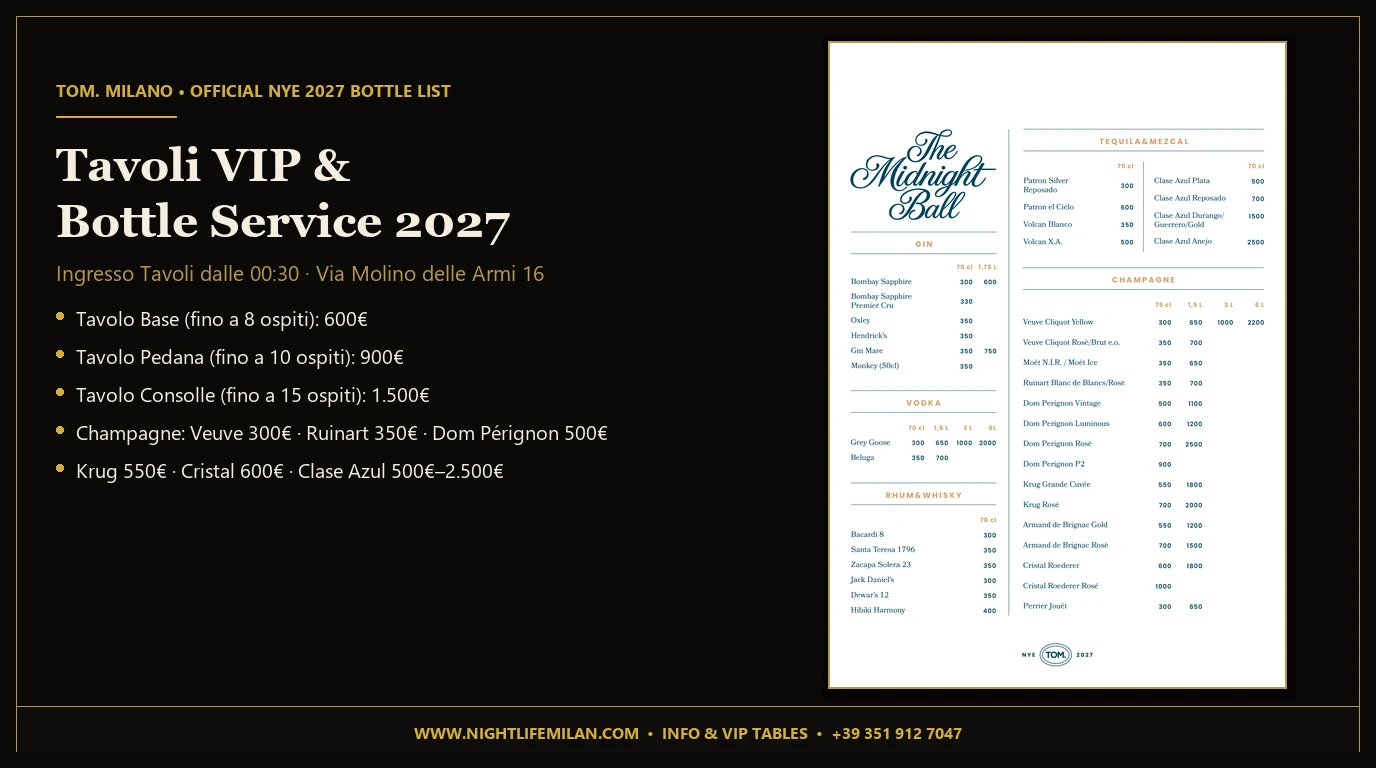 TOM. MILANO • OFFICIAL NYE 2027 BOTTLE LIST
Tavoli VIP &
Bottle Service 2027
Ingresso Tavoli dalle 00:30 · Via Molino delle Armi 16
• Tavolo Base (fino a 8 ospiti): 600€
• Tavolo Pedana (fino a 10 ospiti): 900€
• Tavolo Consolle (fino a 15 ospiti): 1.500€
• Champagne: Veuve 300€ · Ruinart 350€ · Dom Pérignon 500€
• Krug 550€ · Cristal 600€ · Clase Azul 500€–2.500€
The
Midnight
Ball
GIN
70 cl 1,75 L
Bombay Sapphire 300 600
Bombay Sapphire
Premier Cru 330
Oxley 350
Hendrick's 350
Gin Mare 350 750
Monkey (50cl) 350
VODKA
70 cl 1,5 L 3 L 6L
Grey Goose 300 650 1000 2000
Beluga 350 700
RHUM&WHISKY
70 cl
Bacardi 8 300
Santa Teresa 1796 350
Zacapa Solera 23 350
Jack Daniel's 300
Dewar's 12 350
Hibiki Harmony 400
TEQUILA&MEZCAL
70 cl
Patron Silver
Reposado 300
Patron el Cielo 600
Volcan Blanco 350
Volcan X.A. 500
70 cl
Clase Azul Plata 500
Clase Azul Reposado 700
Clase Azul Durango/
Guerrero/Gold 1500
Clase Azul Anejo 2500
CHAMPAGNE
75 cl 1,5 L 3 L 6 L
Veuve Cliquot Yellow 300 650 1000 2200
Veuve Cliquot Rosè/Brut e.o. 350 700
Moët N.I.R. / Moët Ice 350 650
Ruinart Blanc de Blancs/Rosè 350 700
Dom Perignon Vintage 500 1100
Dom Perignon Luminous 600 1200
Dom Perignon Rosè 700 2500
Dom Perignon P2 900
Krug Grande Cuvée 550 1800
Krug Rosé 700 2000
Armand de Brignac Gold 550 1200
Armand de Brignac Rosè 700 1500
Cristal Roederer 600 1800
Cristal Roederer Rosé 1000
Perrier Jouët 300 650
NYE TOM. 2027
WWW.NIGHTLIFEMILAN.COM • INFO & VIP TABLES • +39 351 912 7047